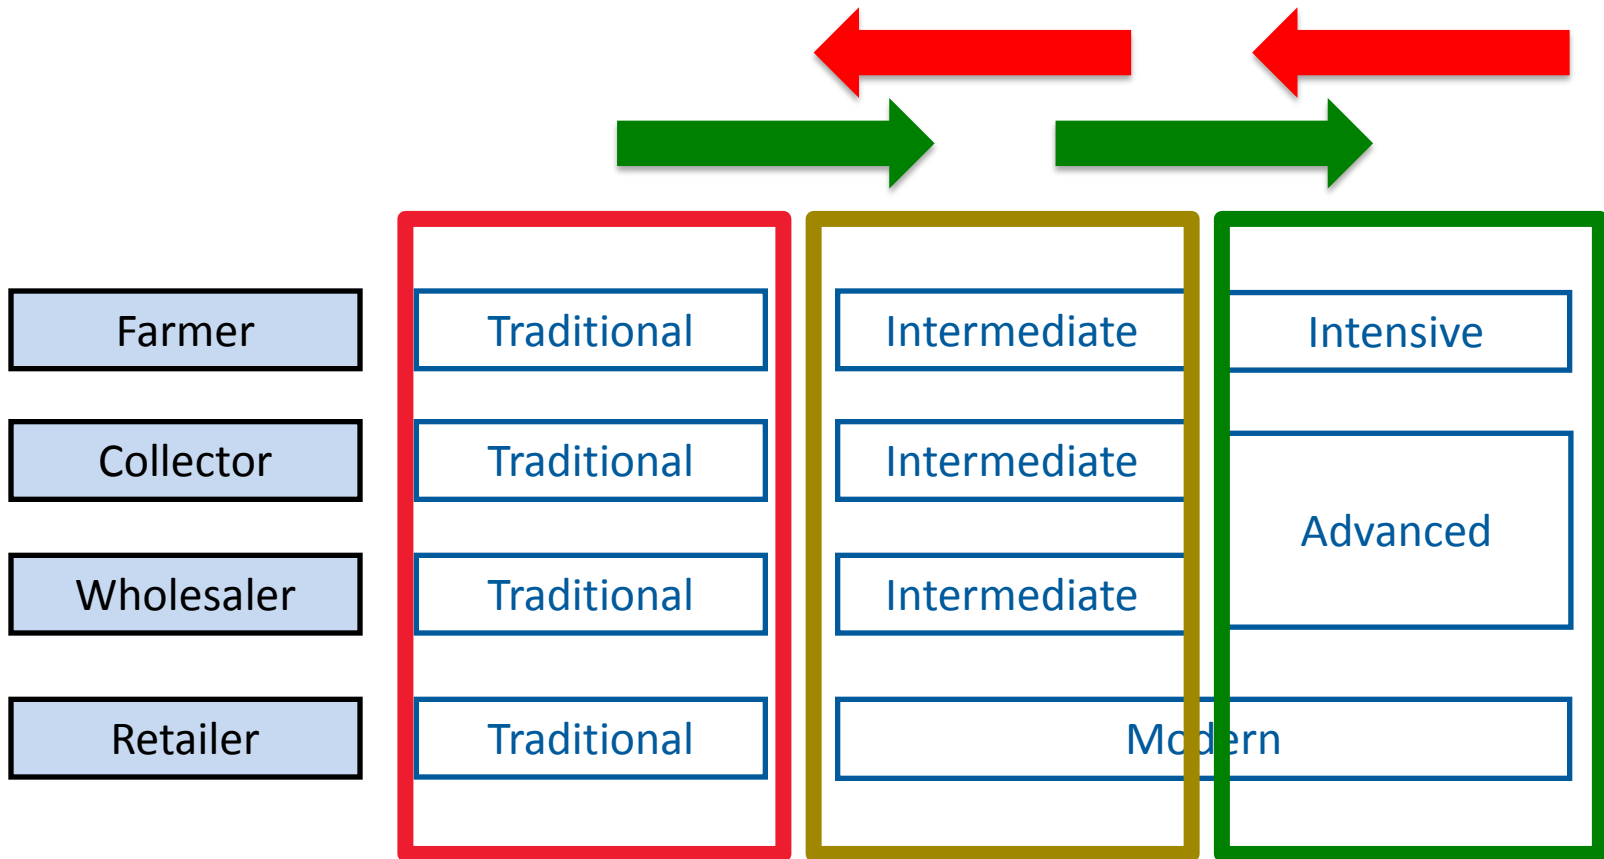 Farmer
Traditional
Intermediate
Intensive
Collector
Traditional
Intermediate
Advanced
Wholesaler
Traditional
Intermediate
Retailer
Traditional
Modern